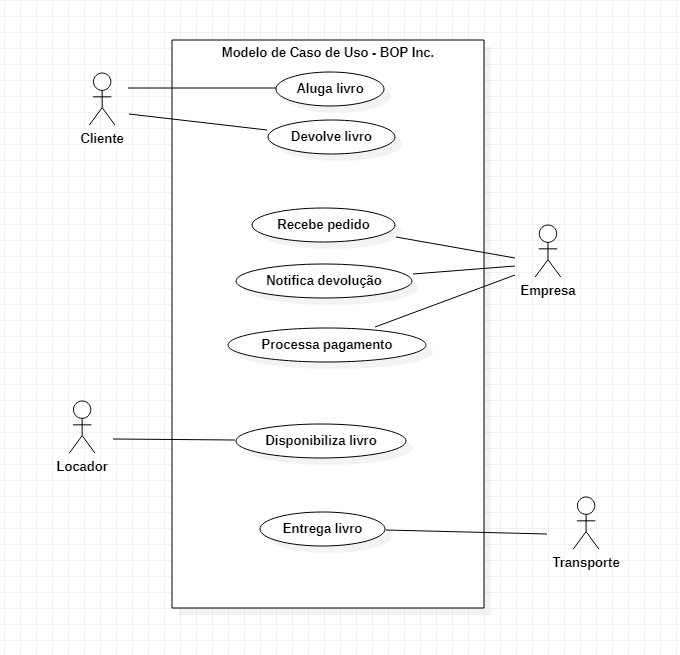 Modelo de Caso de Uso - BOP Inc.
Aluga livro
Cliente
Devolve livro
Recebe pedido
Notifica devolução
Empresa
Processa pagamento
Disponibiliza livro
Locador
Entrega livro
Transporte